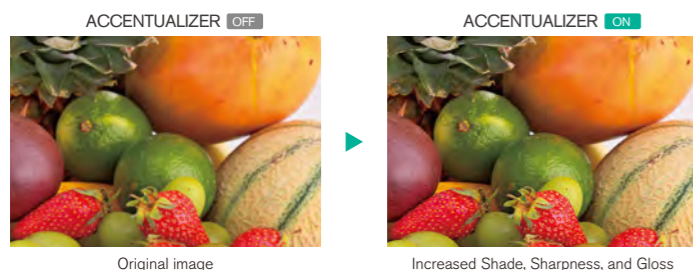 ACCENTUALIZER OFF
ACCENTUALIZER ON
Original image
Increased Shade, Sharpness, and Gloss